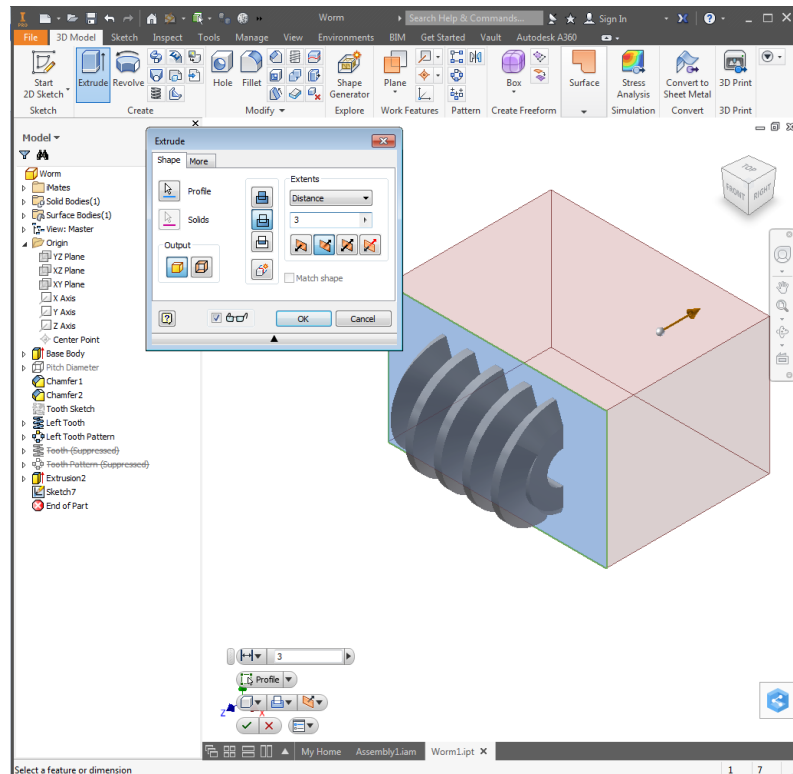 PRO
Worm
Search Help & Commands...
Sign In
File 3D Model Sketch Inspect Tools Manage View Environments BIM Get Started Vault Autodesk A360
Start
2D Sketch
Extrude
Revolve
Hole
Fillet
Shape
Generator
Plane
Box
Surface
Stress
Analysis
Convert to
Sheet Metal
3D Print
Sketch Create Modify Explore Work Features Pattern Create Freeform Simulation Convert 3D Print
Model
Worm
iMates
Solid Bodies(1)
Surface Bodies(1)
View: Master
Origin
YZ Plane
XZ Plane
XY Plane
X Axis
Y Axis
Z Axis
Center Point
Base Body
Pitch Diameter
Chamfer1
Chamfer2
Tooth Sketch
Left Tooth
Left Tooth Pattern
Tooth (Suppressed)
Tooth Pattern (Suppressed)
Extrusion2
Sketch7
End of Part
Extrude
Shape More
Profile
Solids
Output
Extents
Distance
3
Match shape
OK Cancel
TOP
FRONT RIGHT
3
Profile
Z X
My Home Assembly1.iam Worm1.ipt X
Select a feature or dimension
1 7